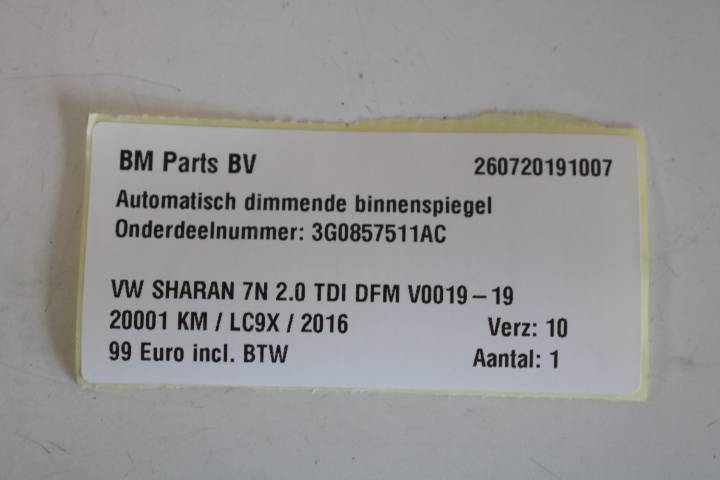 BM Parts BV 260720191007
Automatisch dimmende binnenspiegel
Onderdeelnummer: 3G0857511AC
VW SHARAN 7N 2.0 TDI DFM V0019-19
20001 KM / LC9X / 2016 Verz: 10
99 Euro incl. BTW Aantal: 1